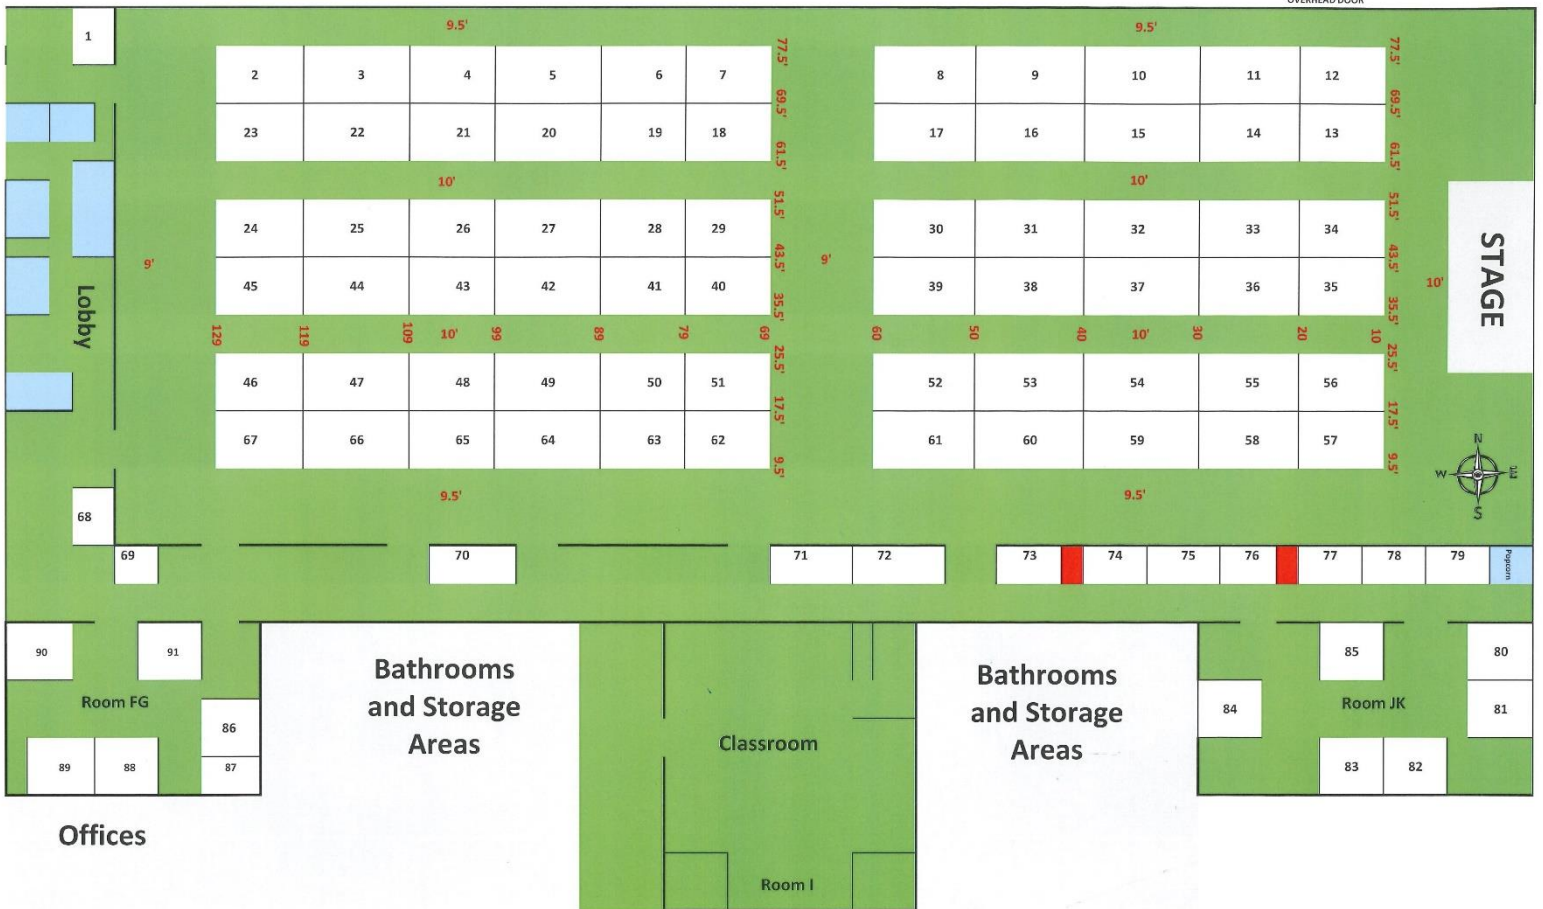 OVERHEAD DOOR
1
9.5'
9.5'
2 3 4 5 6 7
77.5'
8 9 10 11 12
77.5'
69.5'
69.5'
23 22 21 20 19 18
61.5'
17 16 15 14 13
61.5'
10'
10'
24 25 26 27 28 29
51.5'
30 31 32 33 34
51.5'
STAGE
9'
43.5'
9'
43.5'
10'
45 44 43 42 41 40
35.5'
39 38 37 36 35
35.5'
Lobby
129 119 109 10' 99 89 79 69
60 50 40 10' 30 20 10
46 47 48 49 50 51
25.5'
52 53 54 55 56
25.5'
17.5'
17.5'
67 66 65 64 63 62
9.5'
61 60 59 58 57
9.5'
N
W E
S
9.5'
9.5'
68
69 70 71 72 73 74 75 76 77 78 79 Popcorn
90 91
85 80
Room FG
86
84
Room JK
81
89 88 87
83 82
Bathrooms
and Storage
Areas
Classroom
Bathrooms
and Storage
Areas
Offices
Room I